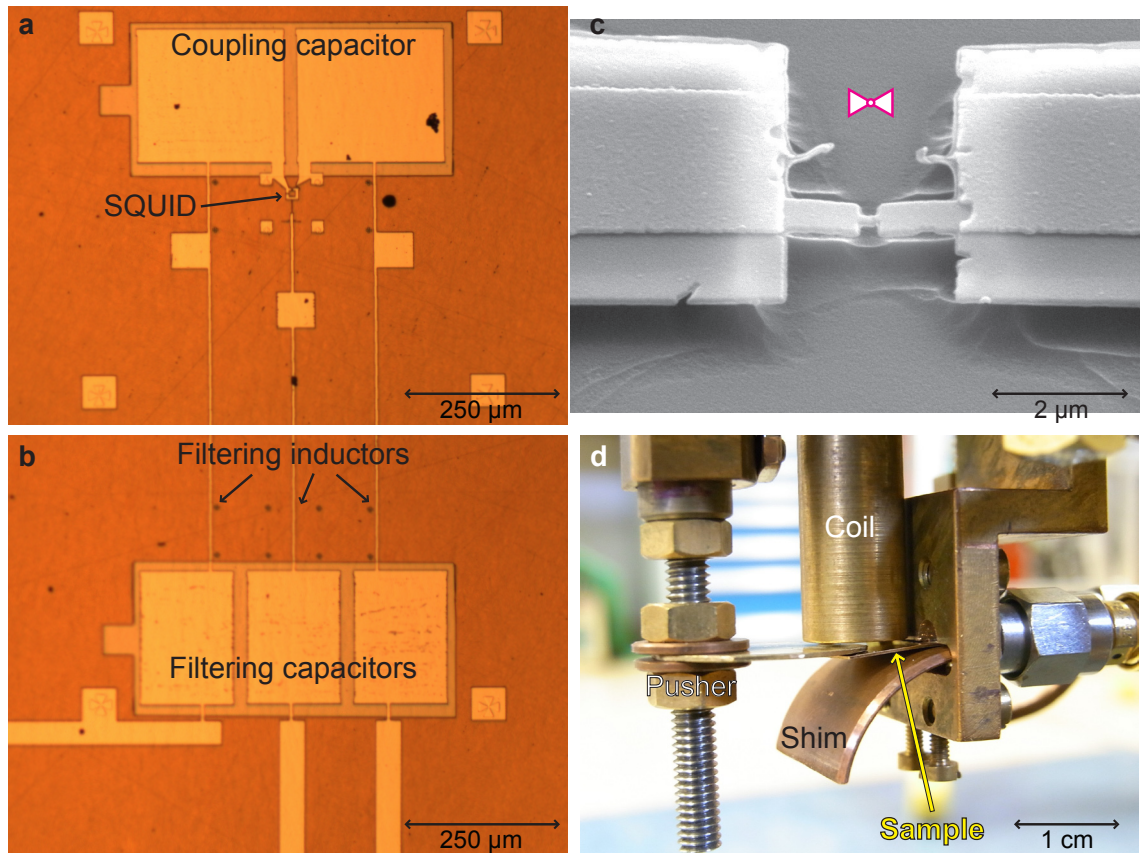 a
Coupling capacitor
SQUID
250 µm
b
Filtering inductors
Filtering capacitors
250 µm
c
2 µm
d
Coil
Pusher
Shim
Sample
1 cm